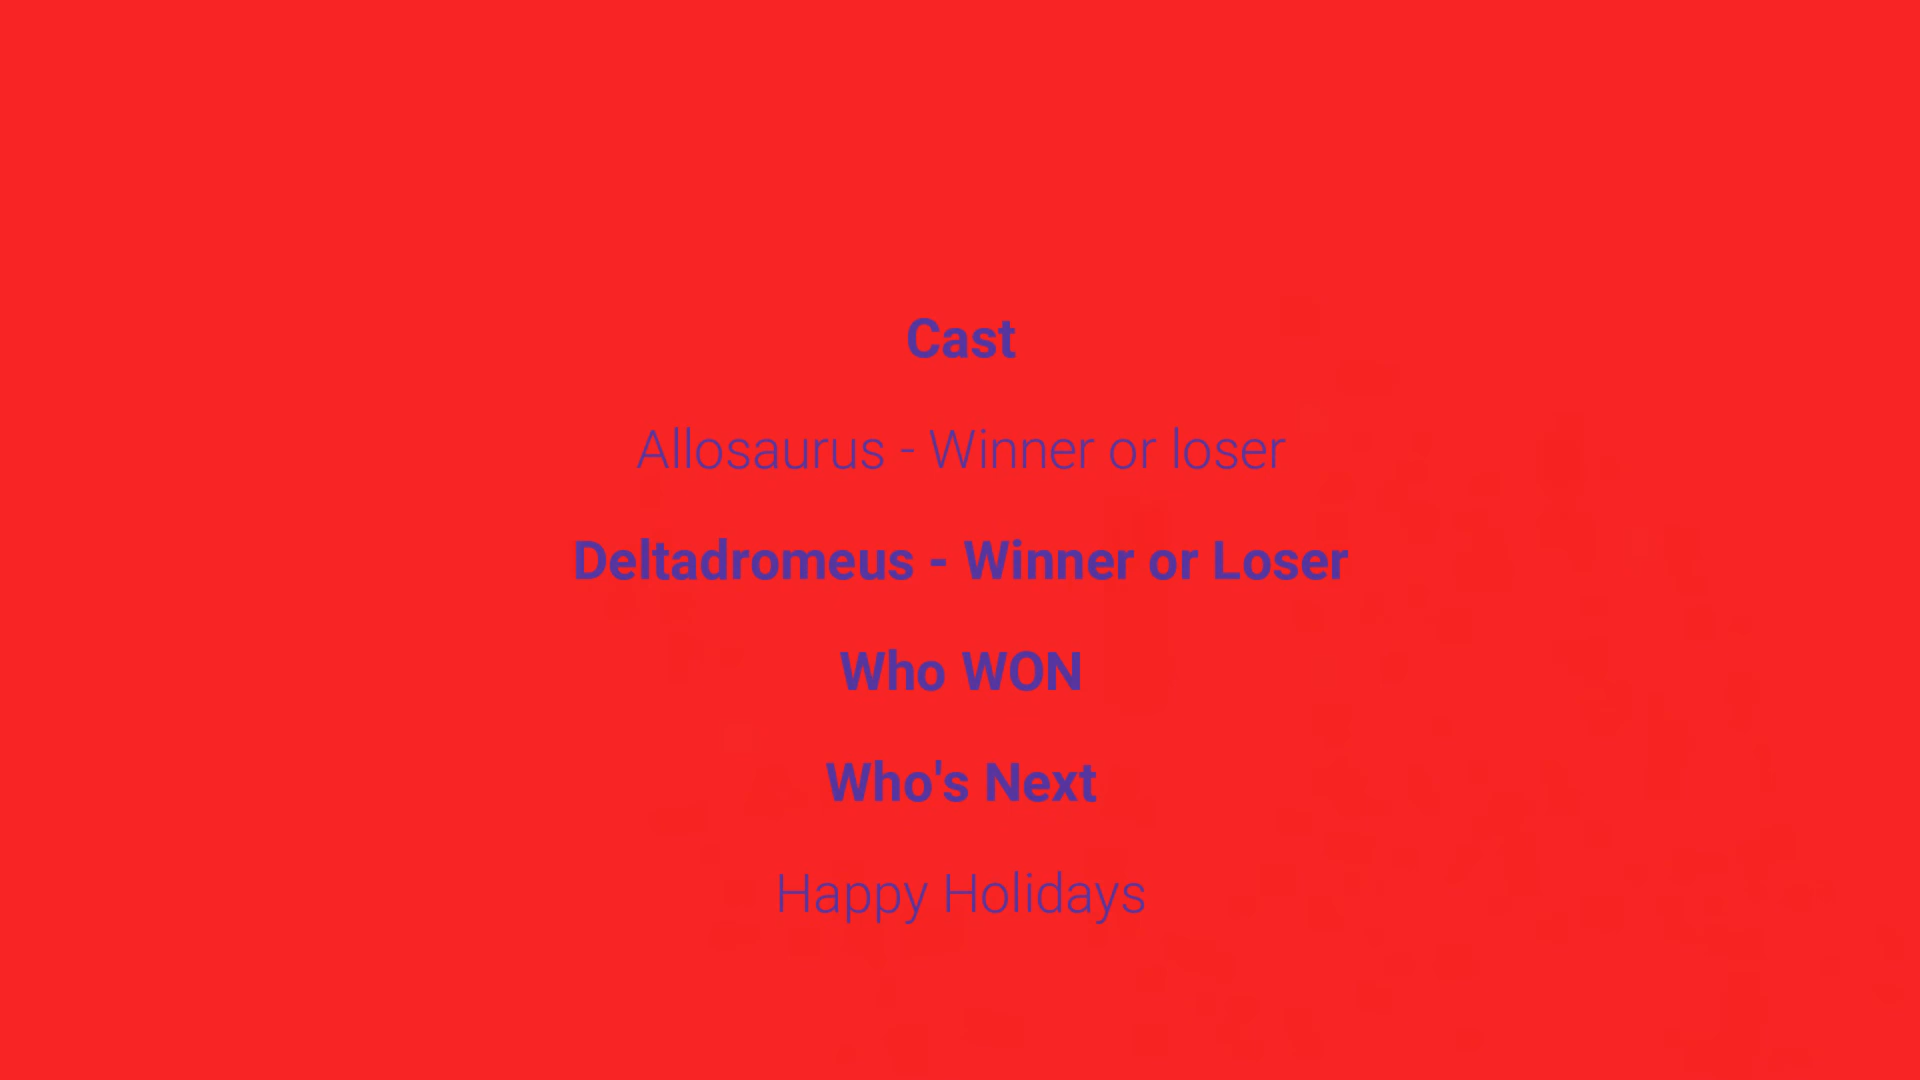 Cast
Allosaurus - Winner or loser
Deltadromeus - Winner or Loser
Who WON
Who's Next
Happy Holidays